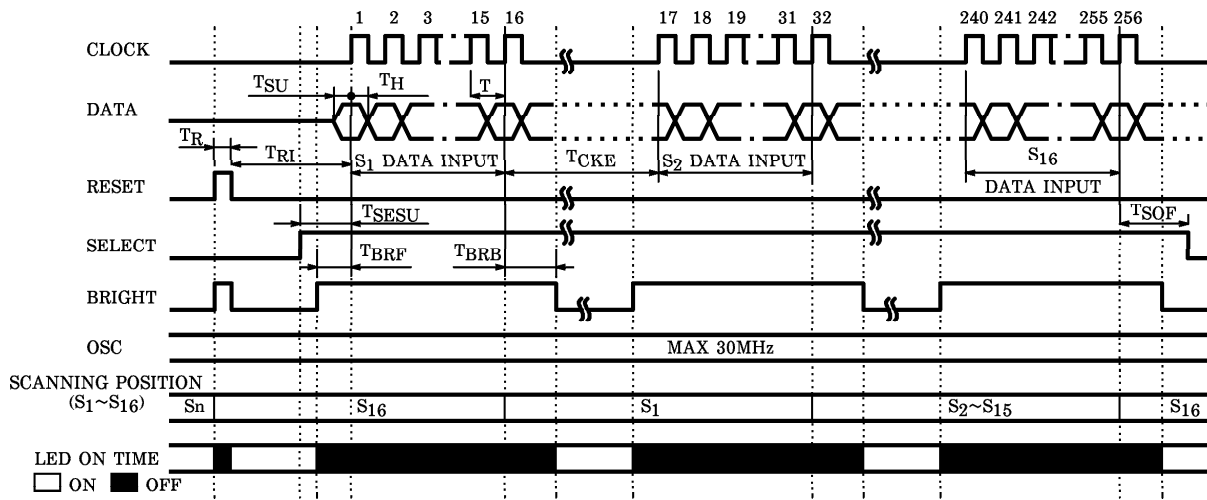 1 2 3 15 16 17 18 19 31 32 240 241 242 255 256
CLOCK
TSU TH T
DATA
TR TRI S1 DATA INPUT TCKE S2 DATA INPUT S16
DATA INPUT
RESET
TSESU TSOF
SELECT
TBRF TBRB
BRIGHT
OSC MAX 30MHz
SCANNING POSITION
(S1~S16) Sn S16 S1 S2~S15 S16
LED ON TIME
ON OFF